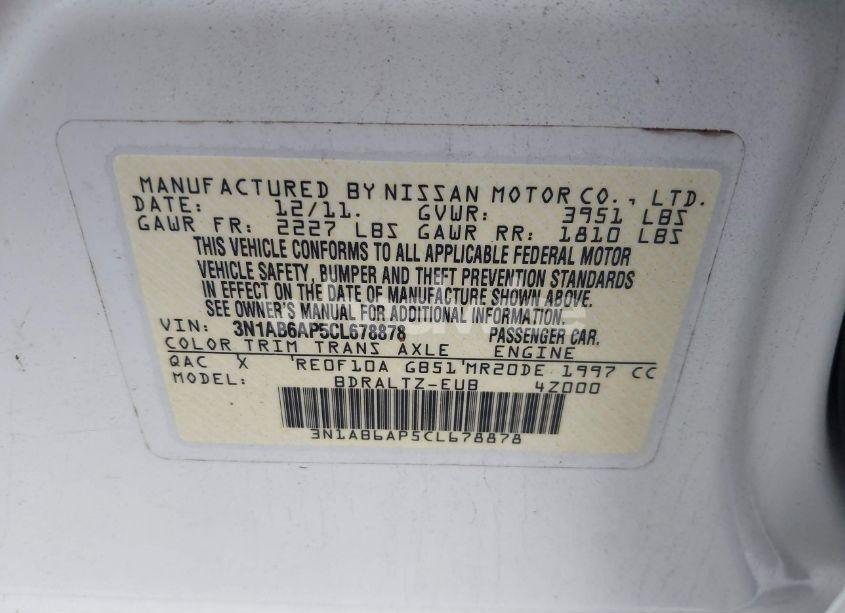 MANUFACTURED BY NISSAN MOTOR CO., LTD.
DATE: 12/11. GVWR: 3951 LBS
GAWR FR: 2227 LBS GAWR RR: 1810 LBS
THIS VEHICLE CONFORMS TO ALL APPLICABLE FEDERAL MOTOR
VEHICLE SAFETY, BUMPER AND THEFT PREVENTION STANDARDS
IN EFFECT ON THE DATE OF MANUFACTURE SHOWN ABOVE.
SEE OWNER'S MANUAL FOR ADDITIONAL INFORMATION.
VIN: 3N1AB6AP5CL678878 PASSENGER CAR.
COLOR TRIM TRANS AXLE ENGINE
QAC X 'RE0F10A GB51'MR20DE 1997 CC
MODEL: BDRALTZ-EUB 4Z000
3N1AB6AP5CL678878